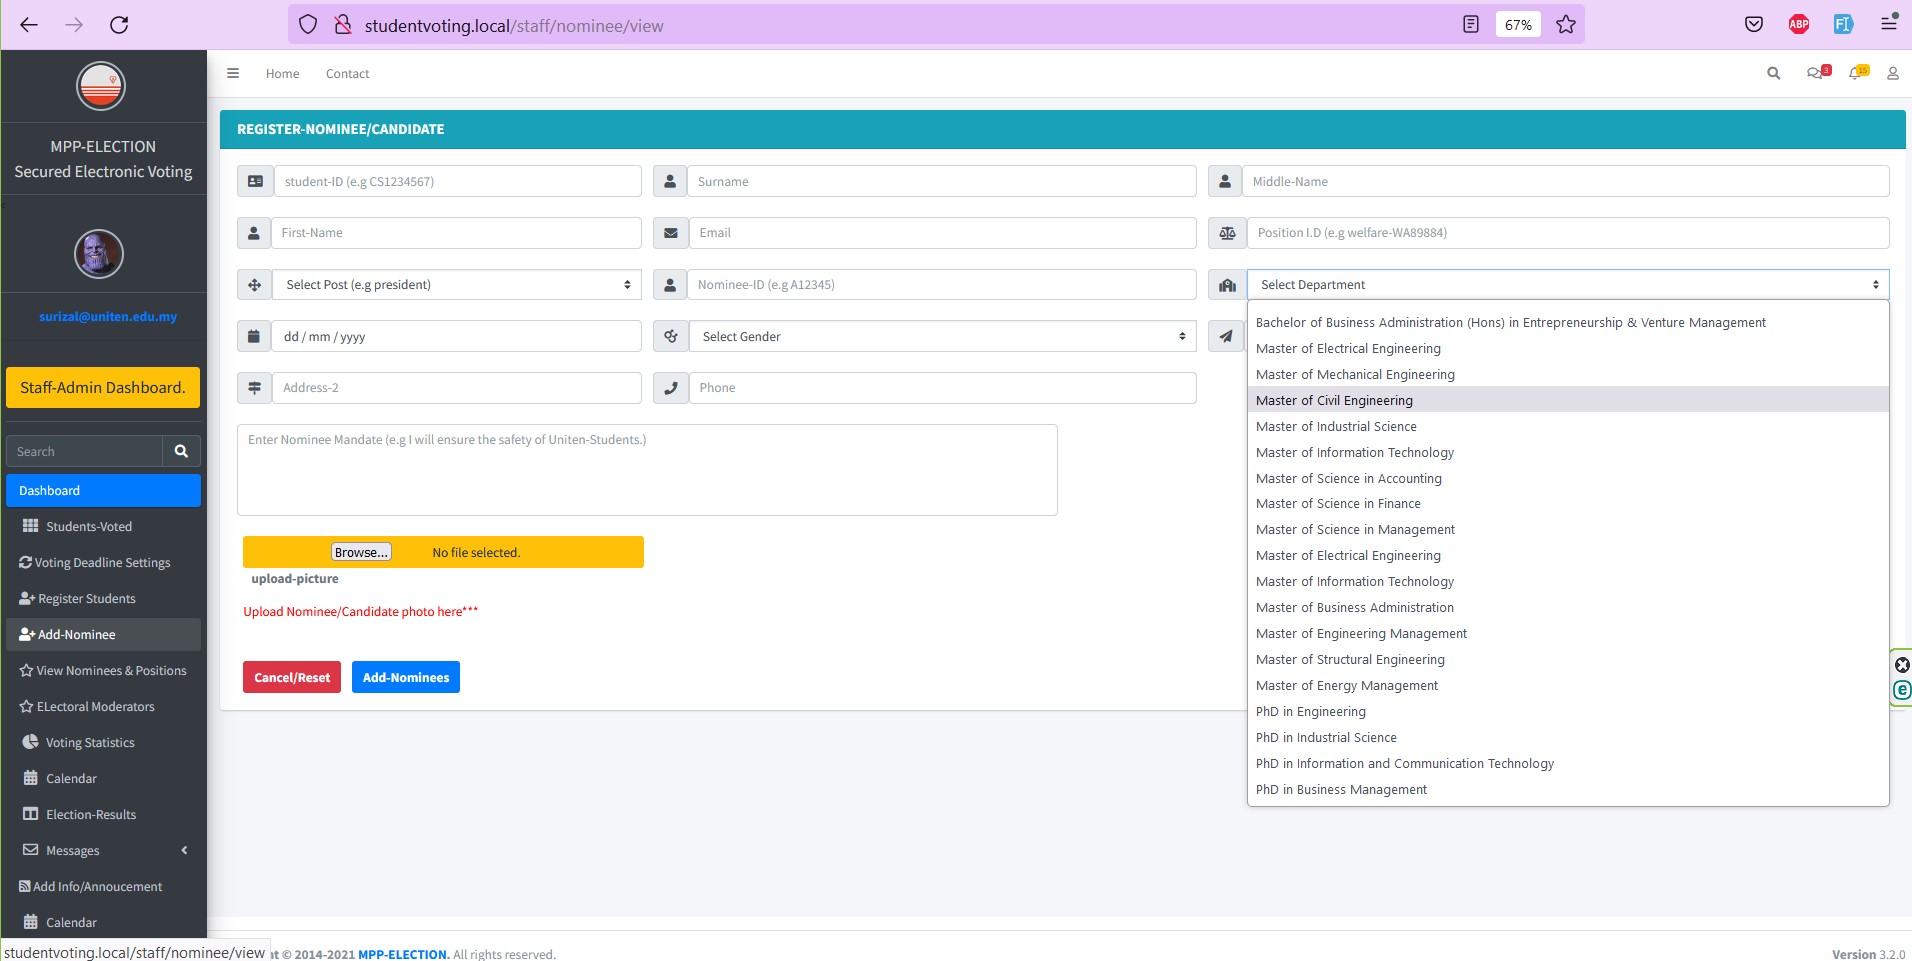 studentvoting.local/staff/nominee/view
67%
ABP
MPP-ELECTION
Secured Electronic Voting
surizal@uniten.edu.my
Staff-Admin Dashboard.
Search
Dashboard
Students-Voted
Voting Deadline Settings
Register Students
Add-Nominee
View Nominees & Positions
ELectoral Moderators
Voting Statistics
Calendar
Election-Results
Messages
Add Info/Annoucement
Calendar
studentvoting.local/staff/nominee/view
Home Contact
3
15
REGISTER-NOMINEE/CANDIDATE
student-ID (e.g CS1234567) Surname Middle-Name
First-Name Email Position I.D (e.g welfare-WA89884)
Select Post (e.g president) Nominee-ID (e.g A12345) Select Department
dd / mm / yyyy Select Gender
Address-2 Phone
Enter Nominee Mandate (e.g I will ensure the safety of Uniten-Students.)
Browse... No file selected.
upload-picture
Upload Nominee/Candidate photo here***
Cancel/Reset Add-Nominees
Bachelor of Business Administration (Hons) in Entrepreneurship & Venture Management
Master of Electrical Engineering
Master of Mechanical Engineering
Master of Civil Engineering
Master of Industrial Science
Master of Information Technology
Master of Science in Accounting
Master of Science in Finance
Master of Science in Management
Master of Electrical Engineering
Master of Information Technology
Master of Business Administration
Master of Engineering Management
Master of Structural Engineering
Master of Energy Management
PhD in Engineering
PhD in Industrial Science
PhD in Information and Communication Technology
PhD in Business Management
© 2014-2021 MPP-ELECTION. All rights reserved.
Version 3.2.0